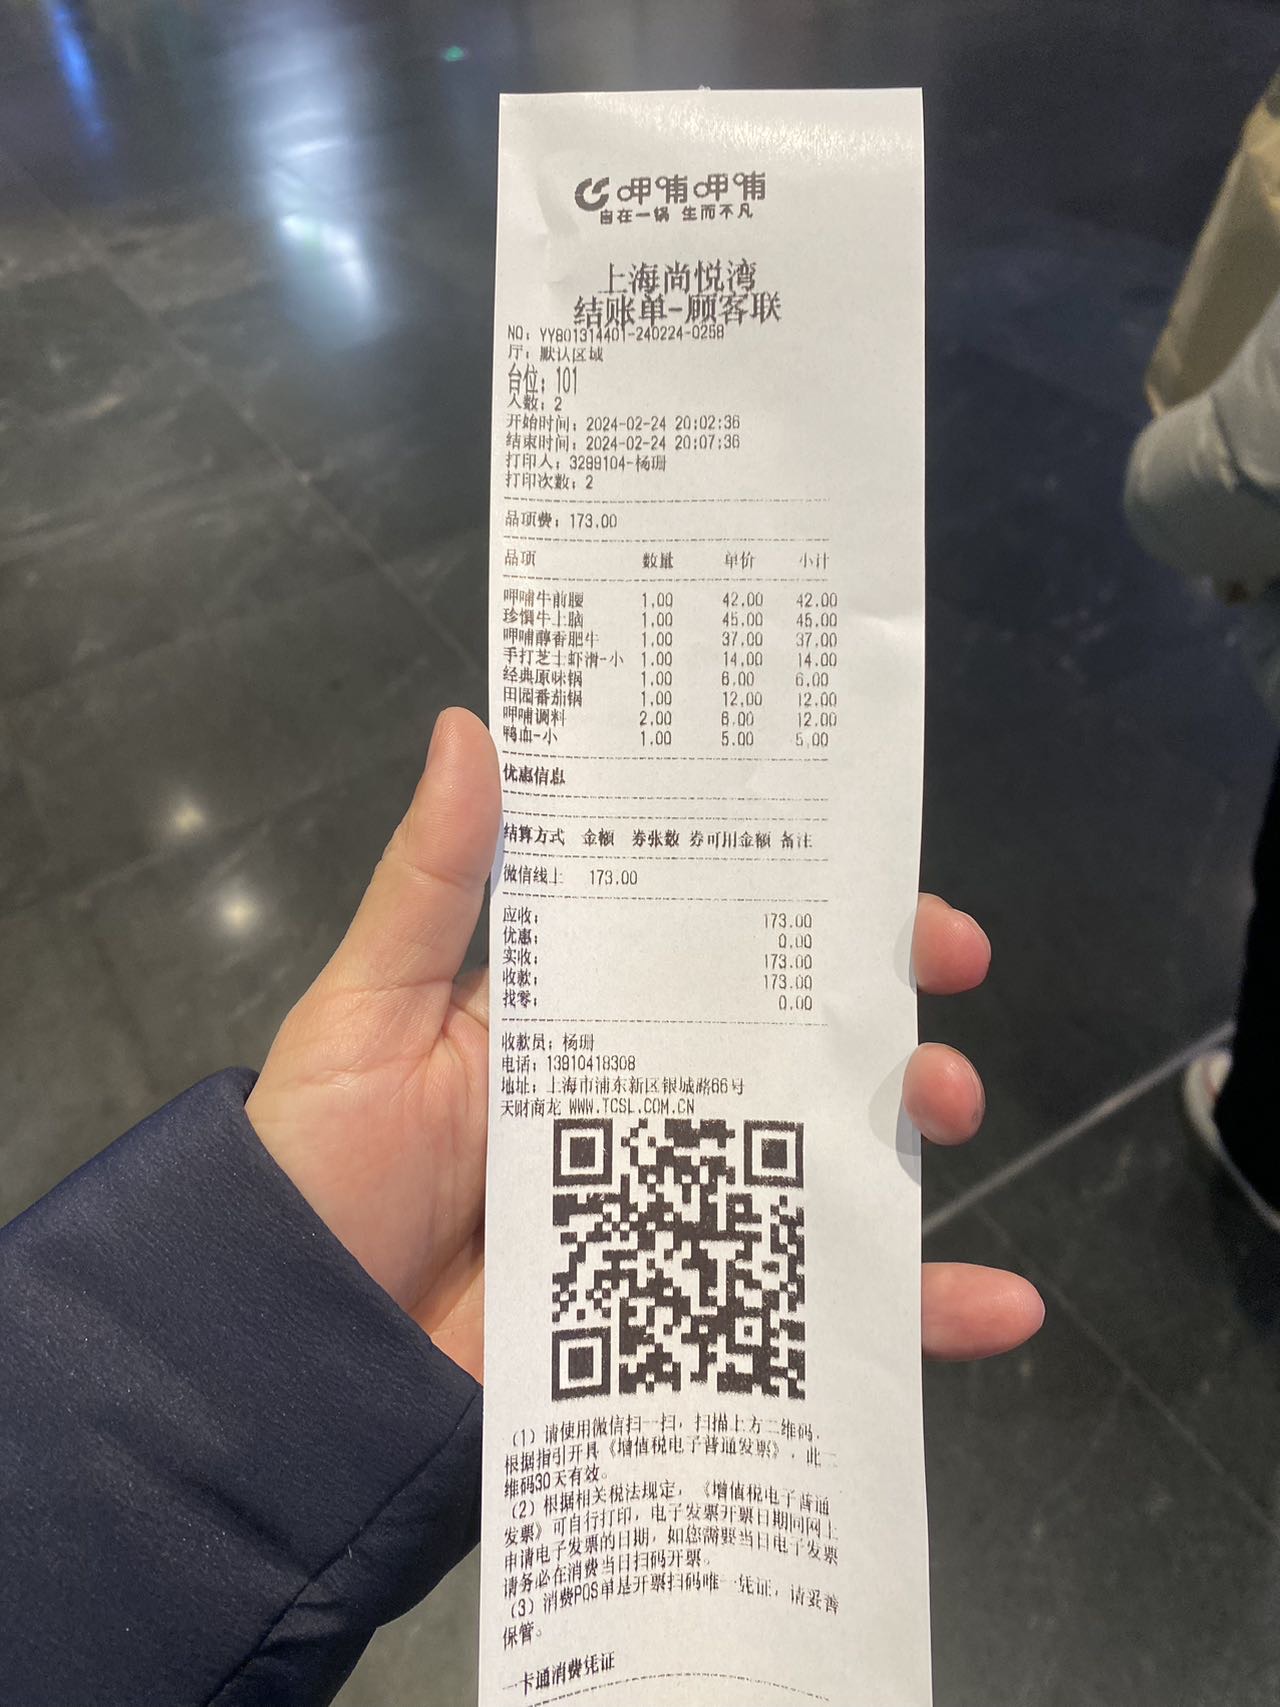 呷哺呷哺
自在一锅 生而不凡
上海尚悦湾
结账单-顾客联
NO: YY801314401-240224-0258
厅: 默认区域
台位: 101
人数: 2
开始时间: 2024-02-24 20:02:36
结束时间: 2024-02-24 20:07:36
打印人: 3299104-杨珊
打印次数: 2
品项费: 173.00
品项 数量 单价 小计
呷哺牛前腰 1.00 42.00 42.00
珍惧牛上脑 1.00 45.00 45.00
呷哺醇香肥牛 1.00 37.00 37.00
手打芝士虾滑-小 1.00 14.00 14.00
经典原味锅 1.00 6.00 6.00
田园番茄锅 1.00 12.00 12.00
呷哺调料 2.00 6.00 12.00
鸭血-小 1.00 5.00 5.00
优惠信息
结算方式 金额 券张数 券可用金额 备注
微信线上 173.00
应收: 173.00
优惠: 0.00
实收: 173.00
收款: 173.00
找零: 0.00
收款员: 杨珊
电话: 13910418308
地址: 上海市浦东新区银城路66号
天财商龙 WWW.TCSL.COM.CN
(1) 请使用微信扫一扫, 扫描上方二维码,
根据指引开具《增值税电子普通发票》, 此二
维码30天有效。
(2) 根据相关税法规定, 《增值税电子普通
发票》可自行打印, 电子发票开票日期同网上
申请电子发票的日期, 如您需要当日电子发票
请务必在消费当日扫码开票。
(3) 消费POS单是开票扫码唯一凭证, 请妥善
保管。
一卡通消费凭证